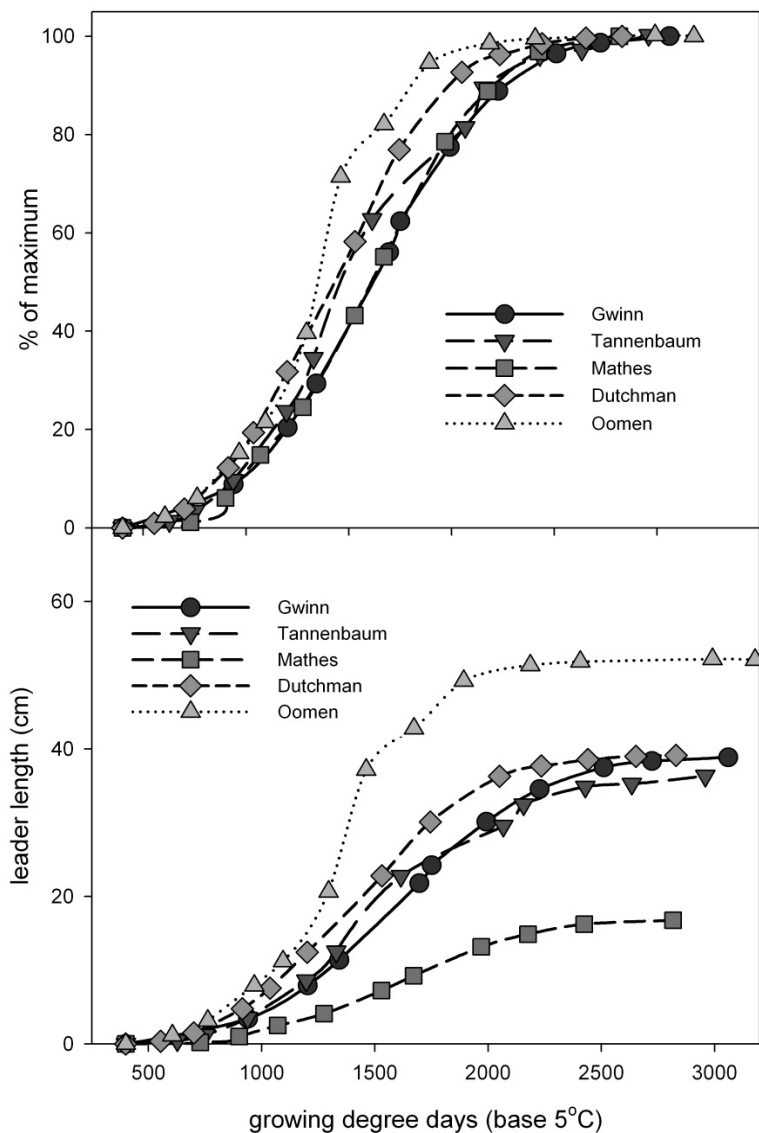 100
80
60
40
20
0
% of maximum
Gwinn
Tannenbaum
Mathes
Dutchman
Oomen
60
40
20
0
leader length (cm)
Gwinn
Tannenbaum
Mathes
Dutchman
Oomen
500 1000 1500 2000 2500 3000
growing degree days (base 5°C)